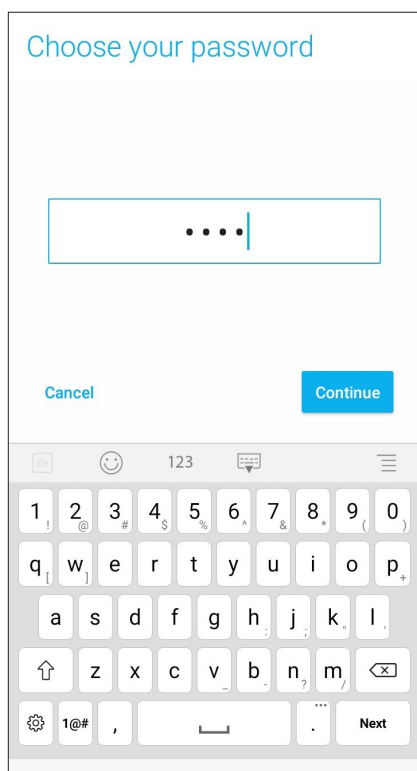 Choose your password
••••
Cancel Continue
En 123
1 ! 2 @ 3 # 4 $ 5 % 6 ^ 7 & 8 * 9 ( 0 )
q [ w ] e r t y u i o p +
a s d f g h : j ; k " l '
z x c v _ b - n ? m /
1@# , . Next